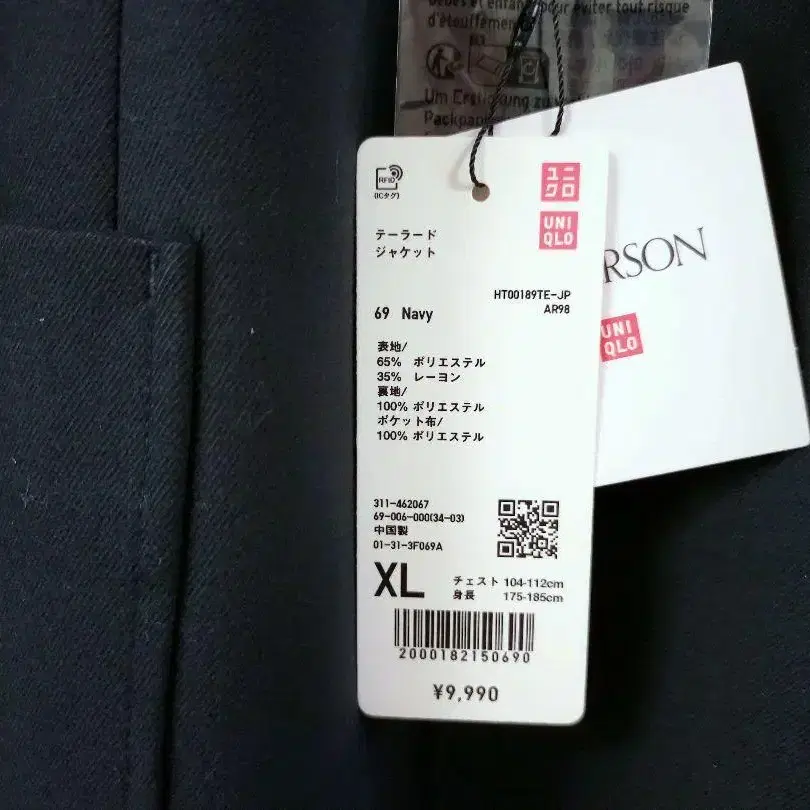 bébés et enfants pour éviter tout risque
d'étouffement
Um Erstickung zu
RFID
(ICタグ)
ユニ
クロ
UNI
QLO
テーラード
ジャケット
HT00189TE-JP
AR98
69 Navy
表地/
65% ポリエステル
35% レーヨン
裏地/
100% ポリエステル
ポケット布/
100% ポリエステル
311-462067
69-006-000(34-03)
中国製
01-31-3F069A
XL
チェスト 104-112cm
身長 175-185cm
2000182150690
¥9,990
RSON
UNI
QLO